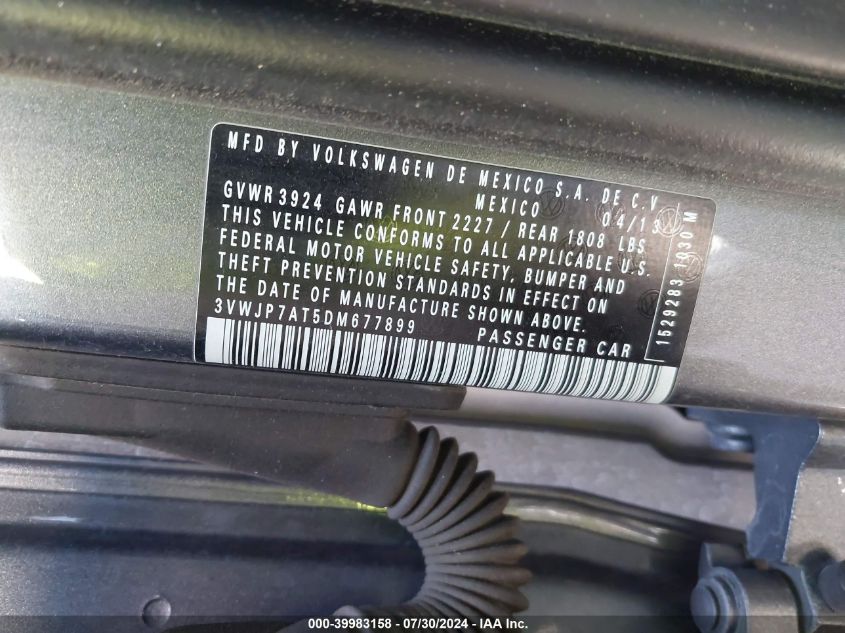 MFD BY VOLKSWAGEN DE MEXICO S.A. DE C.V
MEXICO 04/13
GVWR 3924 GAWR FRONT 2227 / REAR 1808 LBS
THIS VEHICLE CONFORMS TO ALL APPLICABLE U.S.
FEDERAL MOTOR VEHICLE SAFETY, BUMPER AND
THEFT PREVENTION STANDARDS IN EFFECT ON
THE DATE OF MANUFACTURE SHOWN ABOVE.
3VWJP7AT5DM677899
PASSENGER CAR
1529283 1030 M
000-39983158 - 07/30/2024 - IAA Inc.